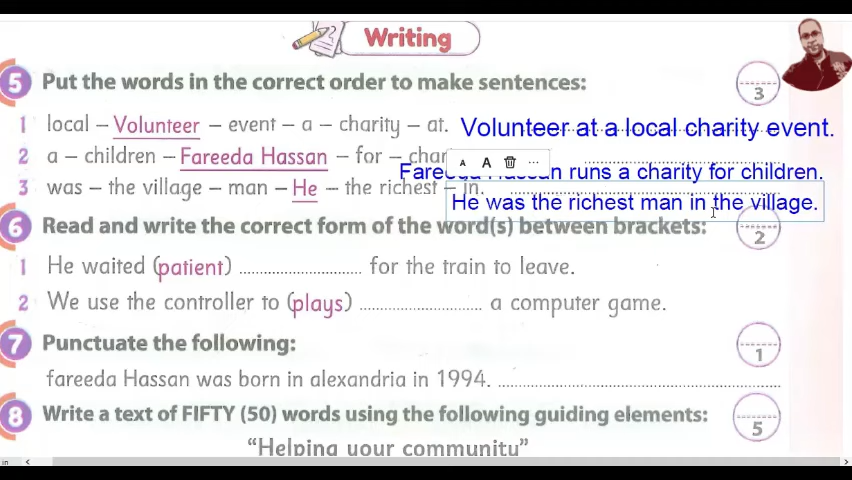 Writing
5 Put the words in the correct order to make sentences:
3
1 local – Volunteer – event – a – charity – at. Volunteer at a local charity event.
2 a – children – Fareeda Hassan – for –
A A ...
Fareeda Hassan runs a charity for children.
3 was – the village – man – He – the richest – in.
He was the richest man in the village.
6 Read and write the correct form of the word(s) between brackets:
2
1 He waited (patient) .............................. for the train to leave.
2 We use the controller to (plays) .............................. a computer game.
7 Punctuate the following:
1
fareeda Hassan was born in alexandria in 1994. ..............................
8 Write a text of FIFTY (50) words using the following guiding elements:
5
"Helping your community"
in